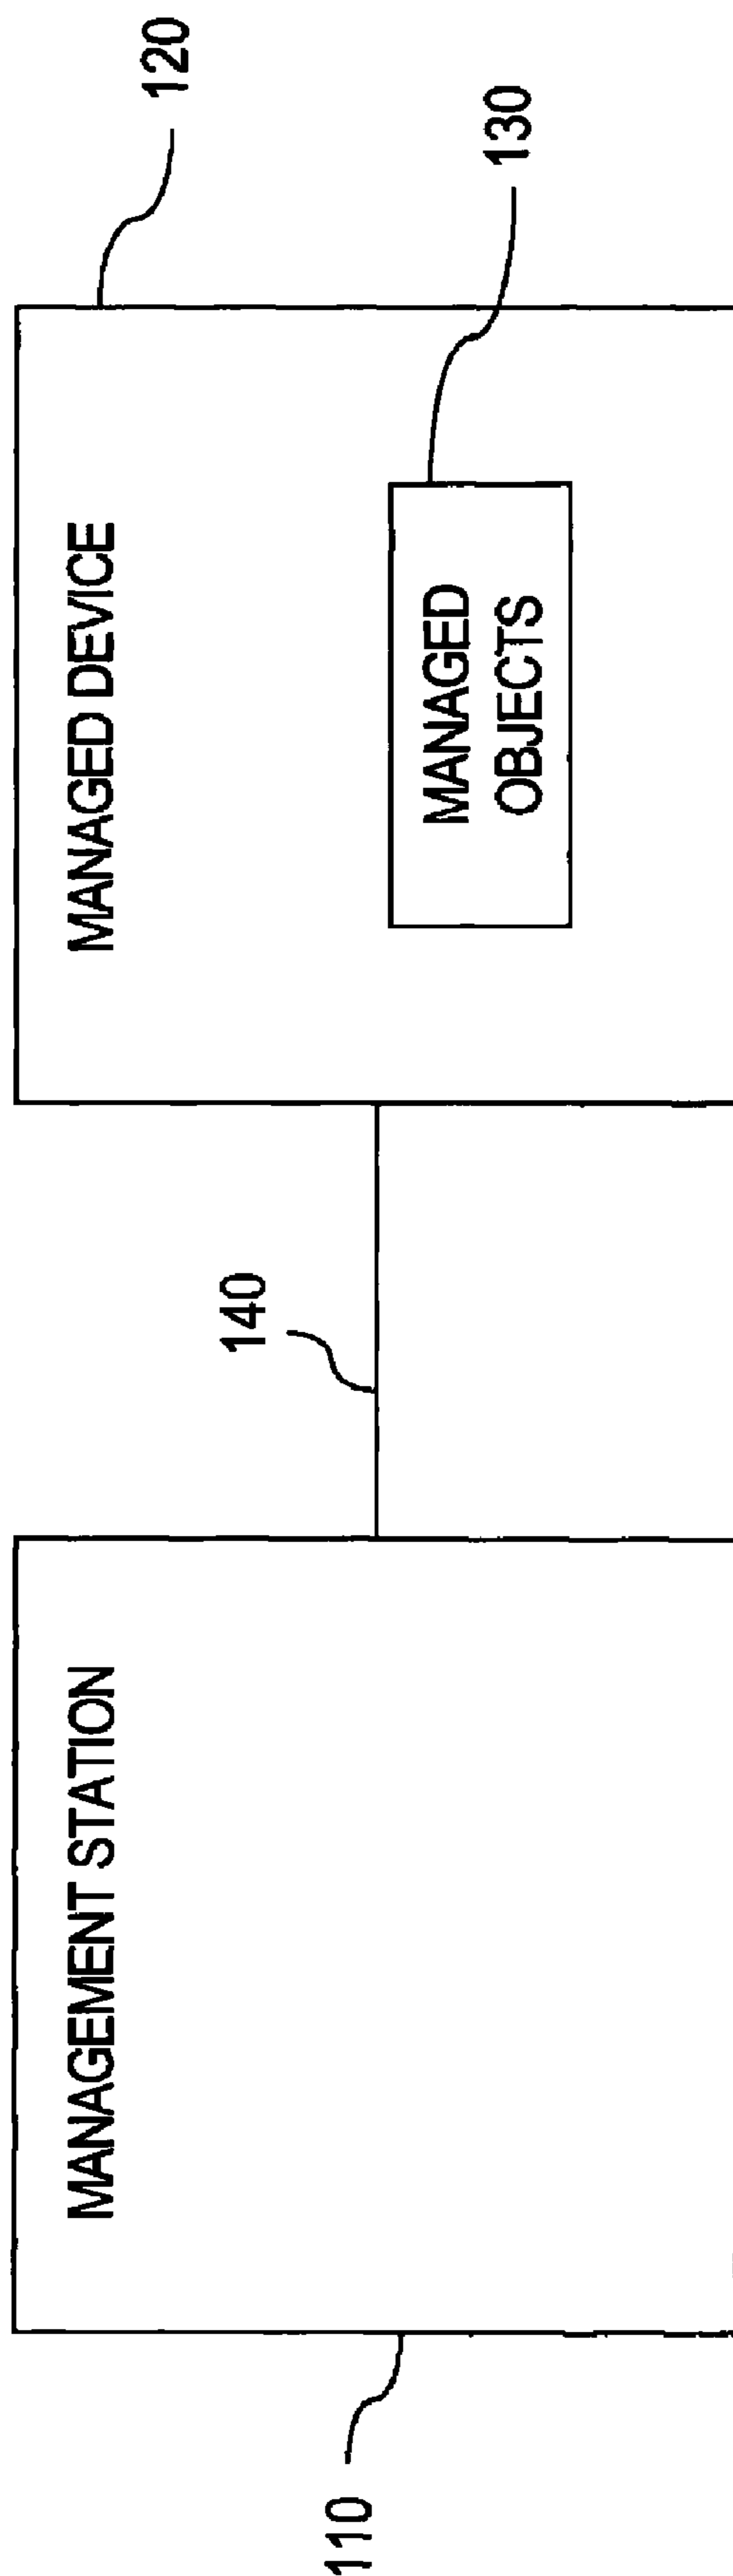 110
MANAGEMENT STATION
140
MANAGED DEVICE
120
MANAGED
OBJECTS
130